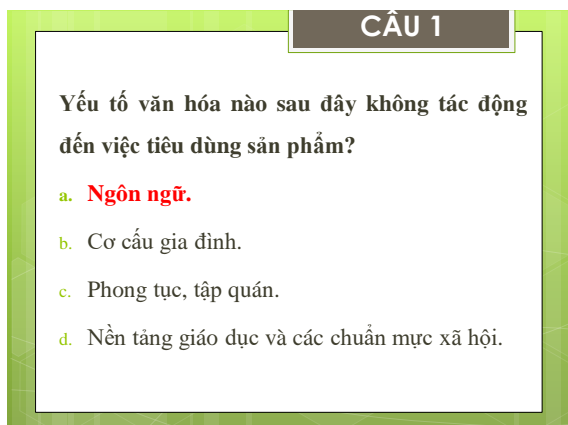 CÂU 1
Yếu tố văn hóa nào sau đây không tác động
đến việc tiêu dùng sản phẩm?
a. Ngôn ngữ.
b. Cơ cấu gia đình.
c. Phong tục, tập quán.
d. Nền tảng giáo dục và các chuẩn mực xã hội.